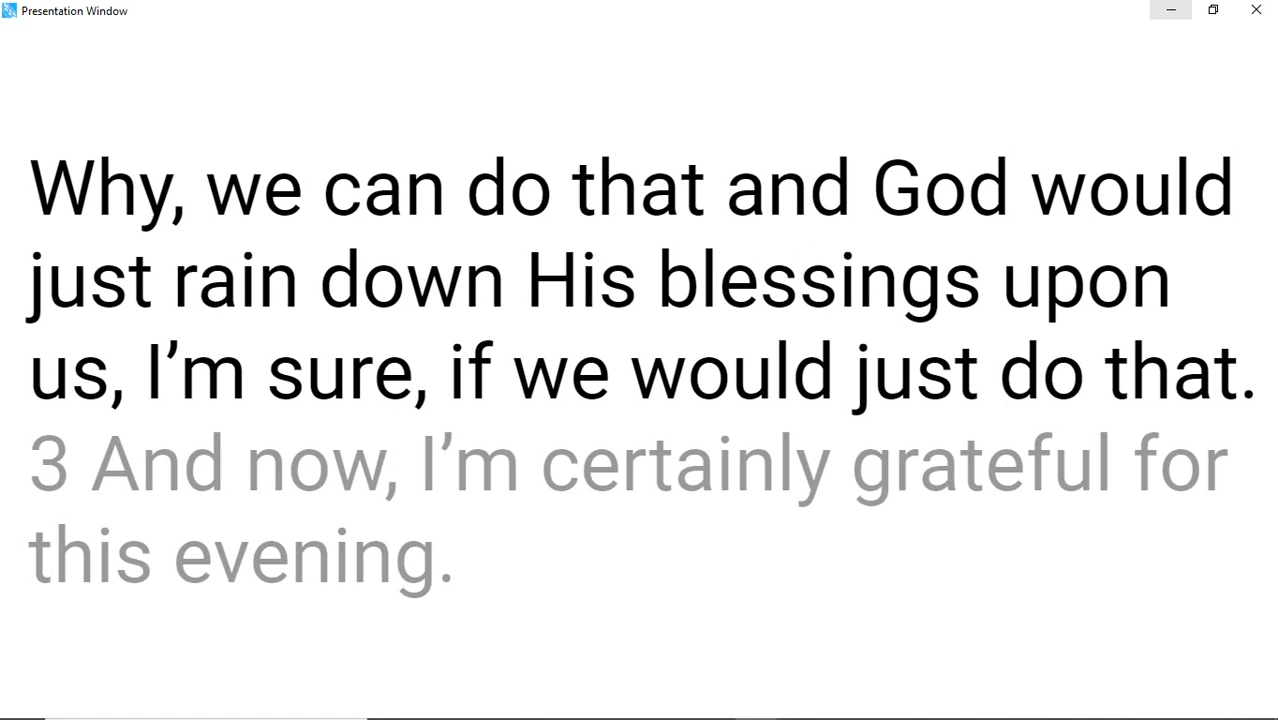 Presentation Window
Why, we can do that and God would
just rain down His blessings upon
us, I’m sure, if we would just do that.
3 And now, I’m certainly grateful for
this evening.